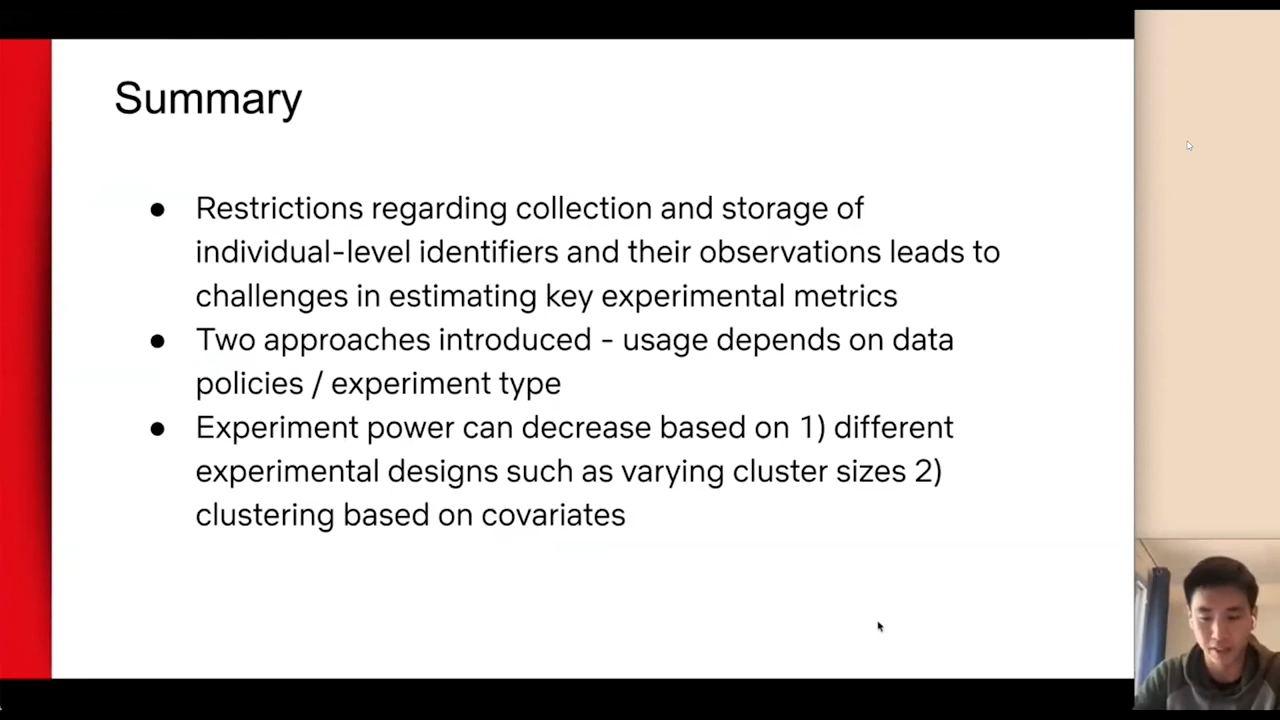 Summary
● Restrictions regarding collection and storage of
individual-level identifiers and their observations leads to
challenges in estimating key experimental metrics
● Two approaches introduced - usage depends on data
policies / experiment type
● Experiment power can decrease based on 1) different
experimental designs such as varying cluster sizes 2)
clustering based on covariates